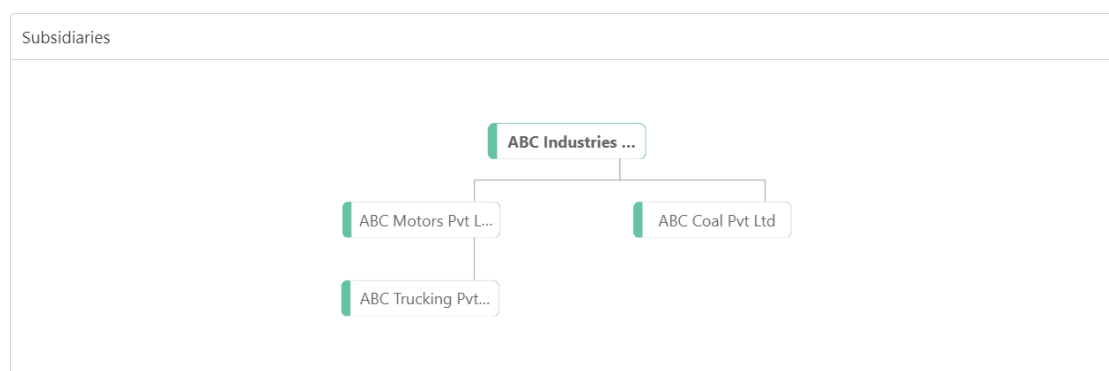 Subsidiaries
ABC Industries ...
ABC Motors Pvt L...
ABC Coal Pvt Ltd
ABC Trucking Pvt...